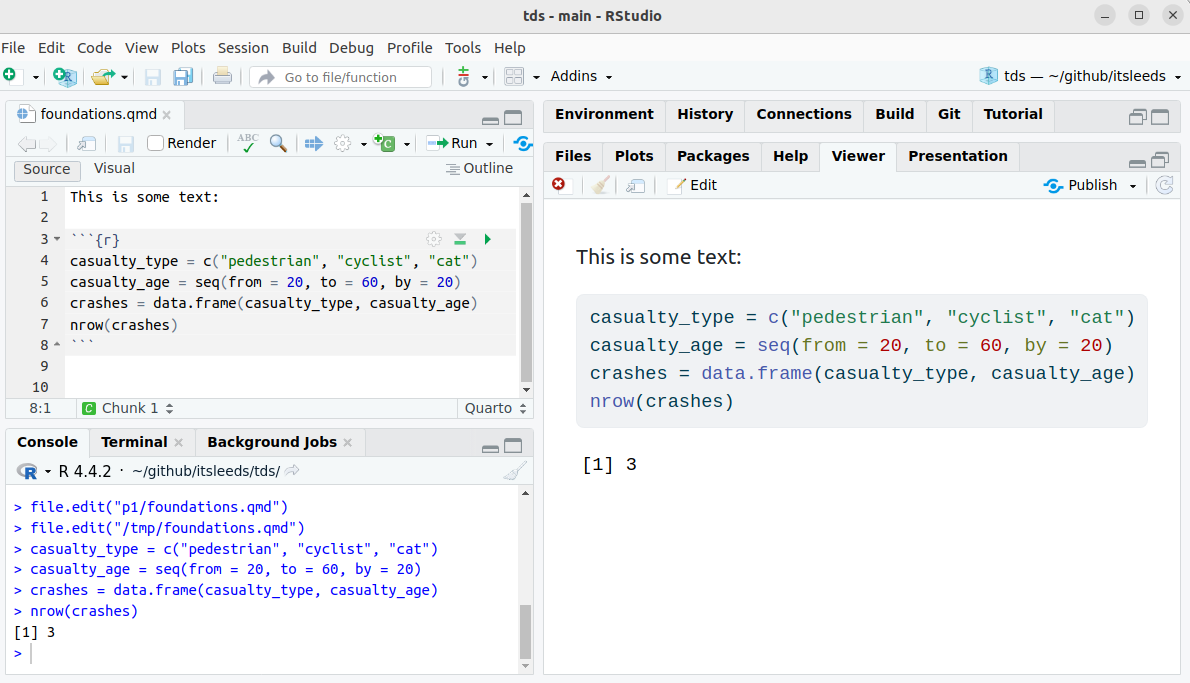 tds - main - RStudio
File Edit Code View Plots Session Build Debug Profile Tools Help
Go to file/function Addins tds — ~/github/itsleeds
foundations.qmd
Render ABC Run
Source Visual Outline
1 This is some text:
2
3 ```{r}
4 casualty_type = c("pedestrian", "cyclist", "cat")
5 casualty_age = seq(from = 20, to = 60, by = 20)
6 crashes = data.frame(casualty_type, casualty_age)
7 nrow(crashes)
8 ```
9
10
8:1 C Chunk 1 Quarto
Console Terminal Background Jobs
R R 4.4.2 · ~/github/itsleeds/tds/
> file.edit("p1/foundations.qmd")
> file.edit("/tmp/foundations.qmd")
> casualty_type = c("pedestrian", "cyclist", "cat")
> casualty_age = seq(from = 20, to = 60, by = 20)
> crashes = data.frame(casualty_type, casualty_age)
> nrow(crashes)
[1] 3
>
Environment History Connections Build Git Tutorial
Files Plots Packages Help Viewer Presentation
Edit Publish
This is some text:
casualty_type = c("pedestrian", "cyclist", "cat")
casualty_age = seq(from = 20, to = 60, by = 20)
crashes = data.frame(casualty_type, casualty_age)
nrow(crashes)
[1] 3